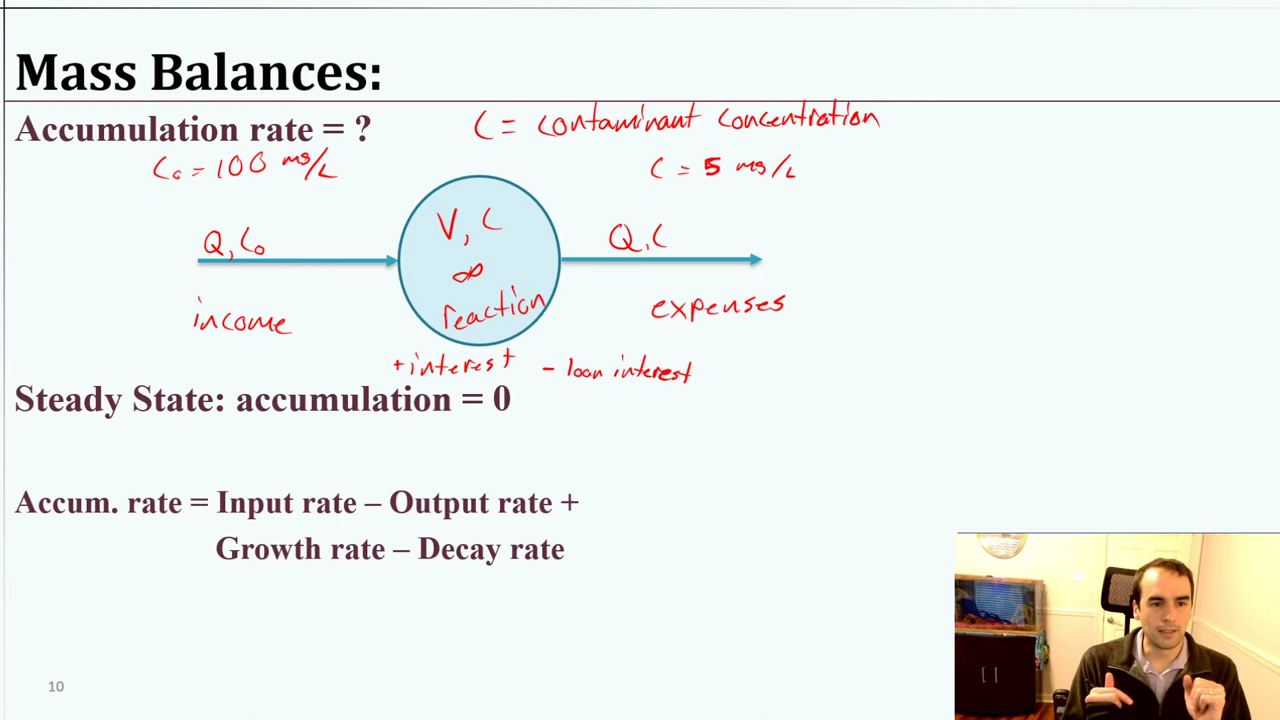 Mass Balances:
Accumulation rate = ?
C = contaminant concentration
C₀ = 100 mg/L
C = 5 mg/L
Q, C₀
V, C
∞
reaction
Q, C
income
expenses
+ interest
- loan interest
Steady State: accumulation = 0
Accum. rate = Input rate – Output rate +
Growth rate – Decay rate
10